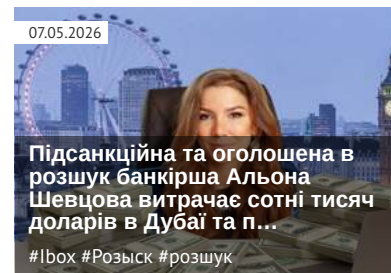 07.05.2026
Підсанкційна та оголошена в
розшук банкірша Альона
Шевцова витрачає сотні тисяч
доларів в Дубаї та п...
#Ibox #Розыск #розшук